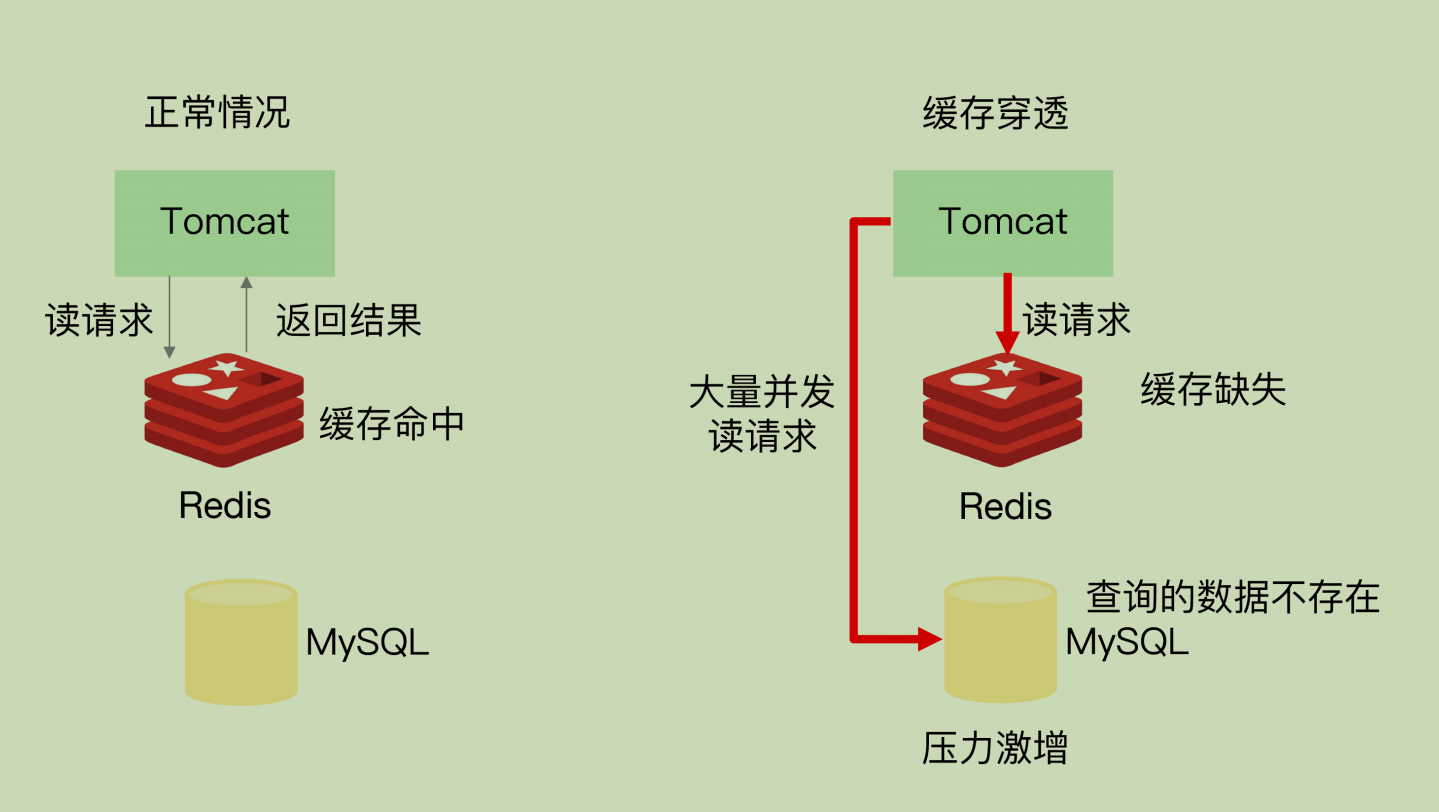 正常情况
Tomcat
读请求
返回结果
缓存命中
Redis
MySQL
缓存穿透
Tomcat
读请求
大量并发
读请求
缓存缺失
Redis
查询的数据不存在
MySQL
压力激增